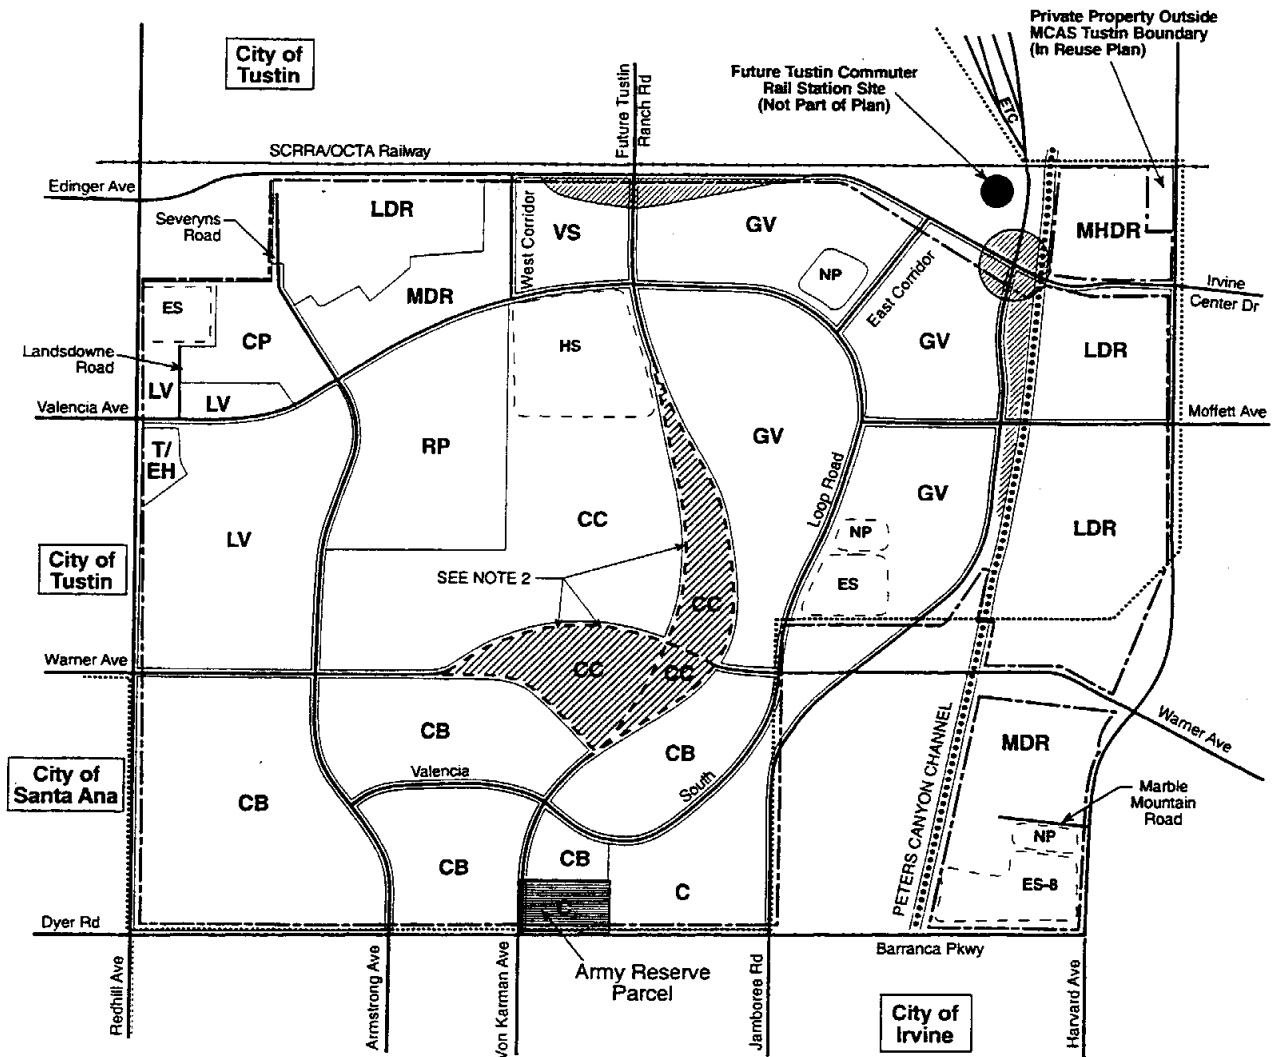 Private Property Outside
MCAS Tustin Boundary
(In Reuse Plan)
City of
Tustin
Future Tustin
Ranch Rd
Future Tustin Commuter
Rail Station Site
(Not Part of Plan)
ETC
SCRRA/OCTA Railway
Edinger Ave
Severyns
Road
LDR
West Corridor
VS
GV
NP
East Corridor
MHDR
Irvine
Center Dr
ES
MDR
Landsdowne
Road
CP
HS
GV
LDR
LV
LV
Valencia Ave
Moffett Ave
T/
EH
RP
GV
Loop Road
GV
LV
CC
NP
LDR
City of
Tustin
SEE NOTE 2
ES
CC
Warner Ave
CC
CC
Warner Ave
CB
CB
MDR
City of
Santa Ana
CB
Valencia
South
PETERS CANYON CHANNEL
Marble
Mountain
Road
NP
CB
CB
C
ES-8
C
Dyer Rd
Barranca Pkwy
Redhill Ave
Armstrong Ave
Von Karman Ave
Army Reserve
Parcel
Jamboree Rd
City of
Irvine
Harvard Ave